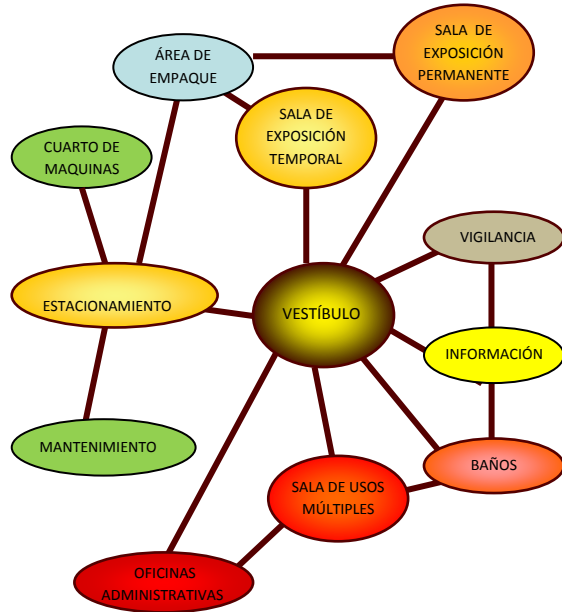 SALA DE
EXPOSICIÓN
PERMANENTE
ÁREA DE
EMPAQUE
SALA DE
EXPOSICIÓN
TEMPORAL
CUARTO DE
MAQUINAS
VIGILANCIA
ESTACIONAMIENTO
VESTÍBULO
INFORMACIÓN
MANTENIMIENTO
BAÑOS
SALA DE USOS
MÚLTIPLES
OFICINAS
ADMINISTRATIVAS